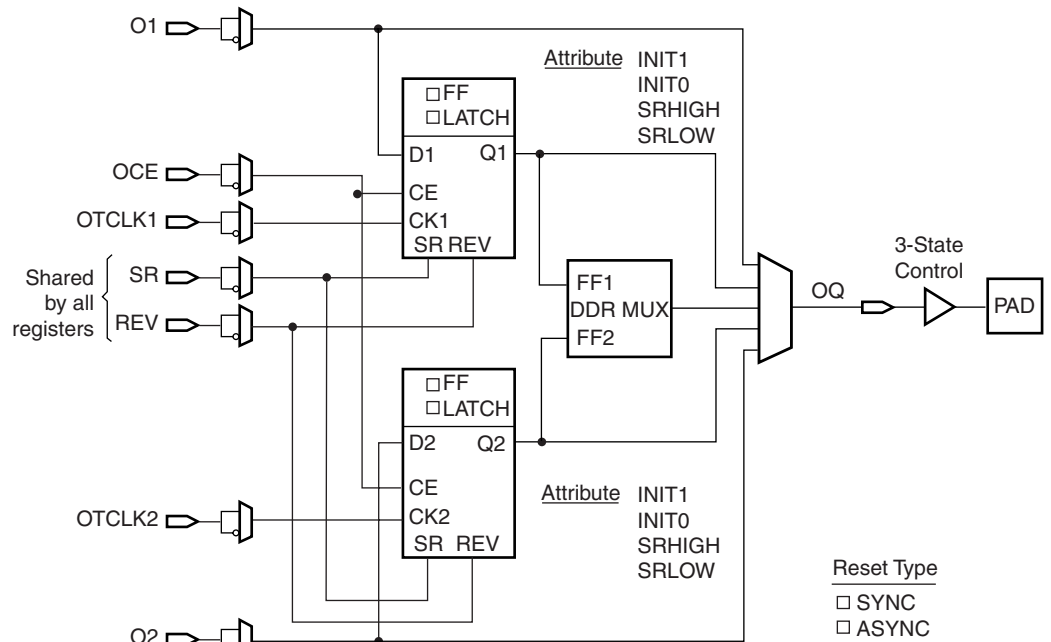 O1
Attribute INIT1
INIT0
SRHIGH
SRLOW
FF
LATCH
D1 Q1
OCE
CE
OTCLK1
CK1
SR REV
Shared by all registers
SR
REV
FF1
DDR MUX
FF2
OQ
3-State Control
PAD
FF
LATCH
D2 Q2
CE
Attribute INIT1
INIT0
SRHIGH
SRLOW
OTCLK2
CK2
SR REV
Reset Type
SYNC
ASYNC
O2